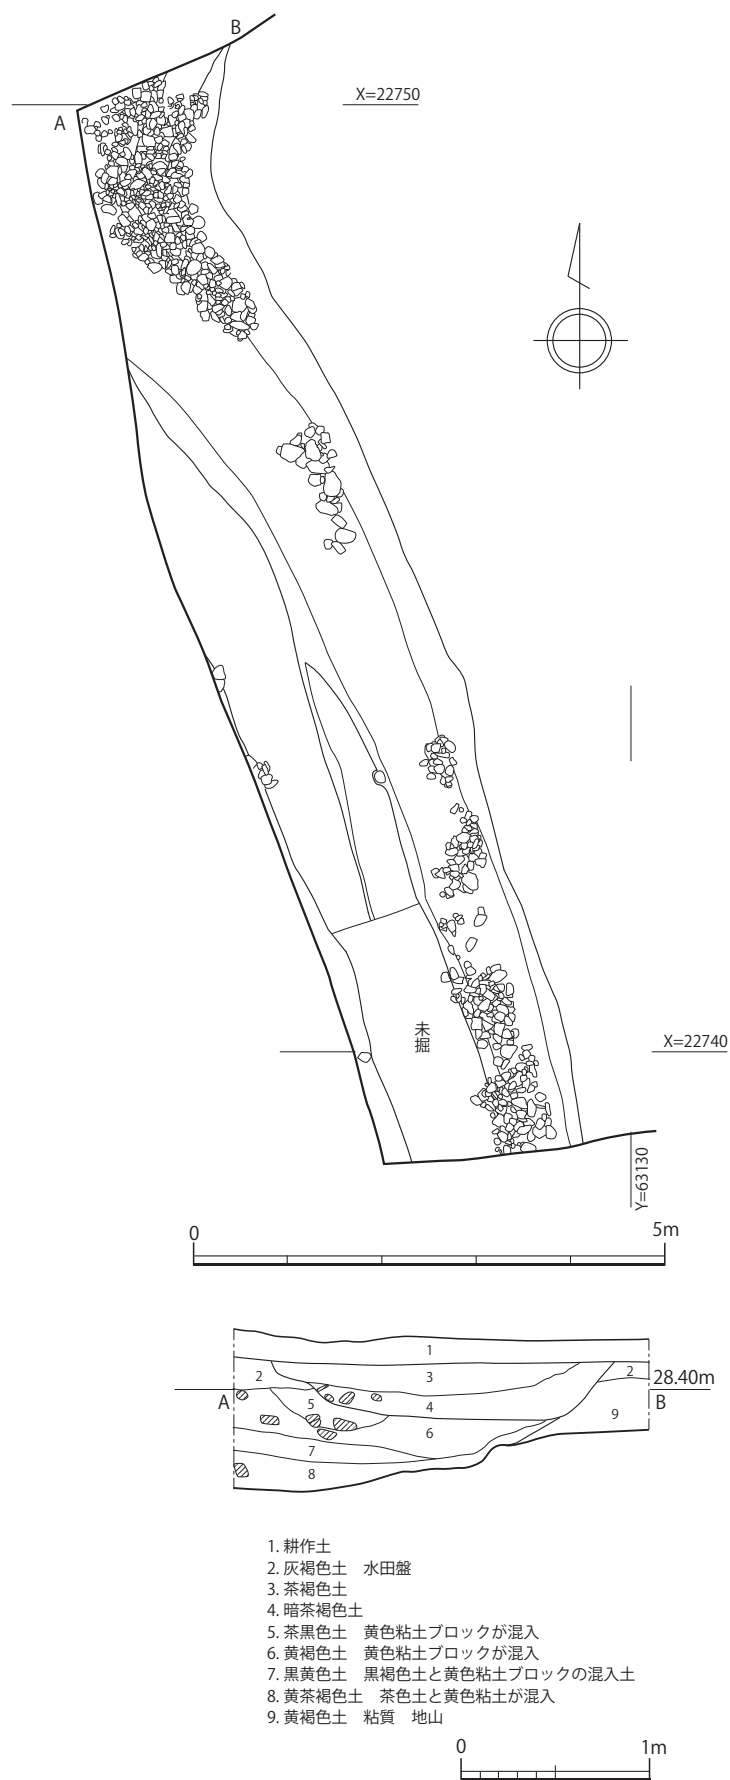 B
A
X=22750
未掘
X=22740
Y=63130
0 5m
1
2 3 2
28.40m
A 5 4 B
6 9
7
8
1. 耕作土
2. 灰褐色土　水田盤
3. 茶褐色土
4. 暗茶褐色土
5. 茶黒色土　黄色粘土ブロックが混入
6. 黄褐色土　黄色粘土ブロックが混入
7. 黒黄色土　黒褐色土と黄色粘土ブロックの混入土
8. 黄茶褐色土　茶色土と黄色粘土が混入
9. 黄褐色土　粘質　地山
0 1m